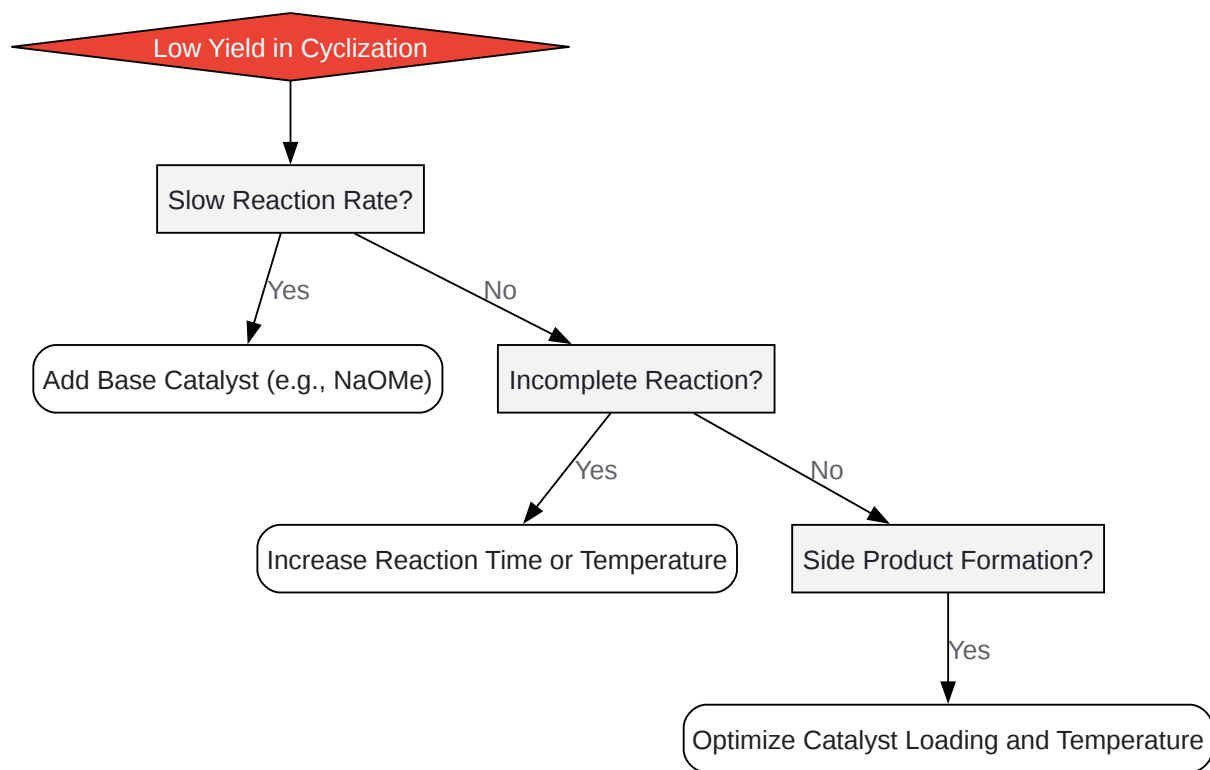 Low Yield in Cyclization
Slow Reaction Rate?
Yes
No
Add Base Catalyst (e.g., NaOMe)
Incomplete Reaction?
Yes
No
Increase Reaction Time or Temperature
Side Product Formation?
Yes
Optimize Catalyst Loading and Temperature